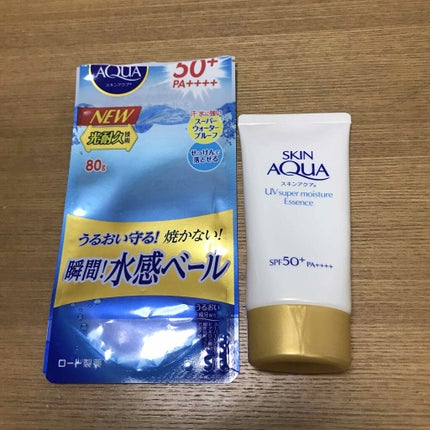 AQUA
スキンアクア
50+
PA++++
NEW
光耐久技術
80g
汗・水に強い
スーパー
ウォーター
プルーフ
せっけんで
落とせる
うるおい守る! 焼かない!
瞬間!水感ベール
うるおい
ロート製薬
SKIN
AQUA
スキンアクア®
UV super moisture
Essence
SPF50+ PA++++